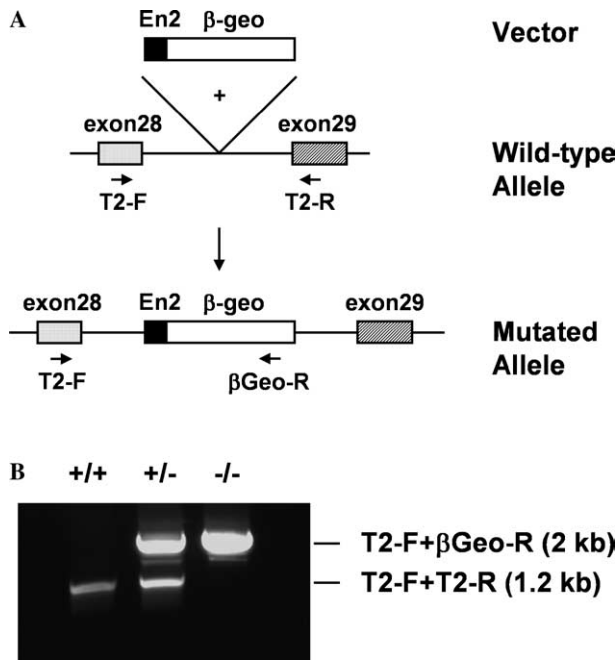 A
En2 β-geo
Vector
+
exon28 exon29
Wild-type
Allele
T2-F T2-R
exon28 En2 β-geo exon29
Mutated
Allele
T2-F βGeo-R
B
+/+ +/- -/-
T2-F+βGeo-R (2 kb)
T2-F+T2-R (1.2 kb)